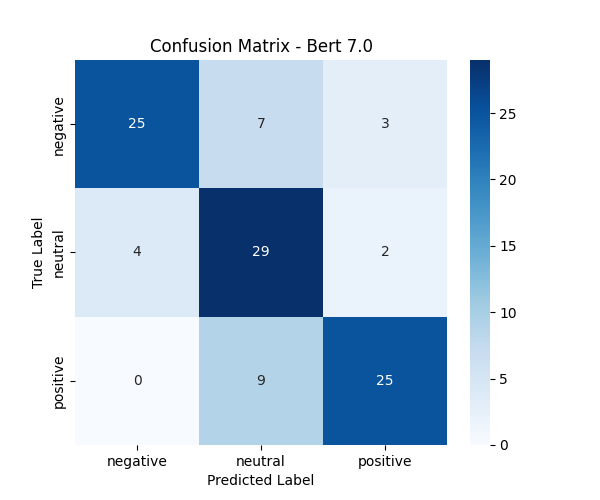 Confusion Matrix - Bert 7.0
True Label
negative
25
7
3
neutral
4
29
2
positive
0
9
25
negative
neutral
positive
Predicted Label
25
20
15
10
5
0